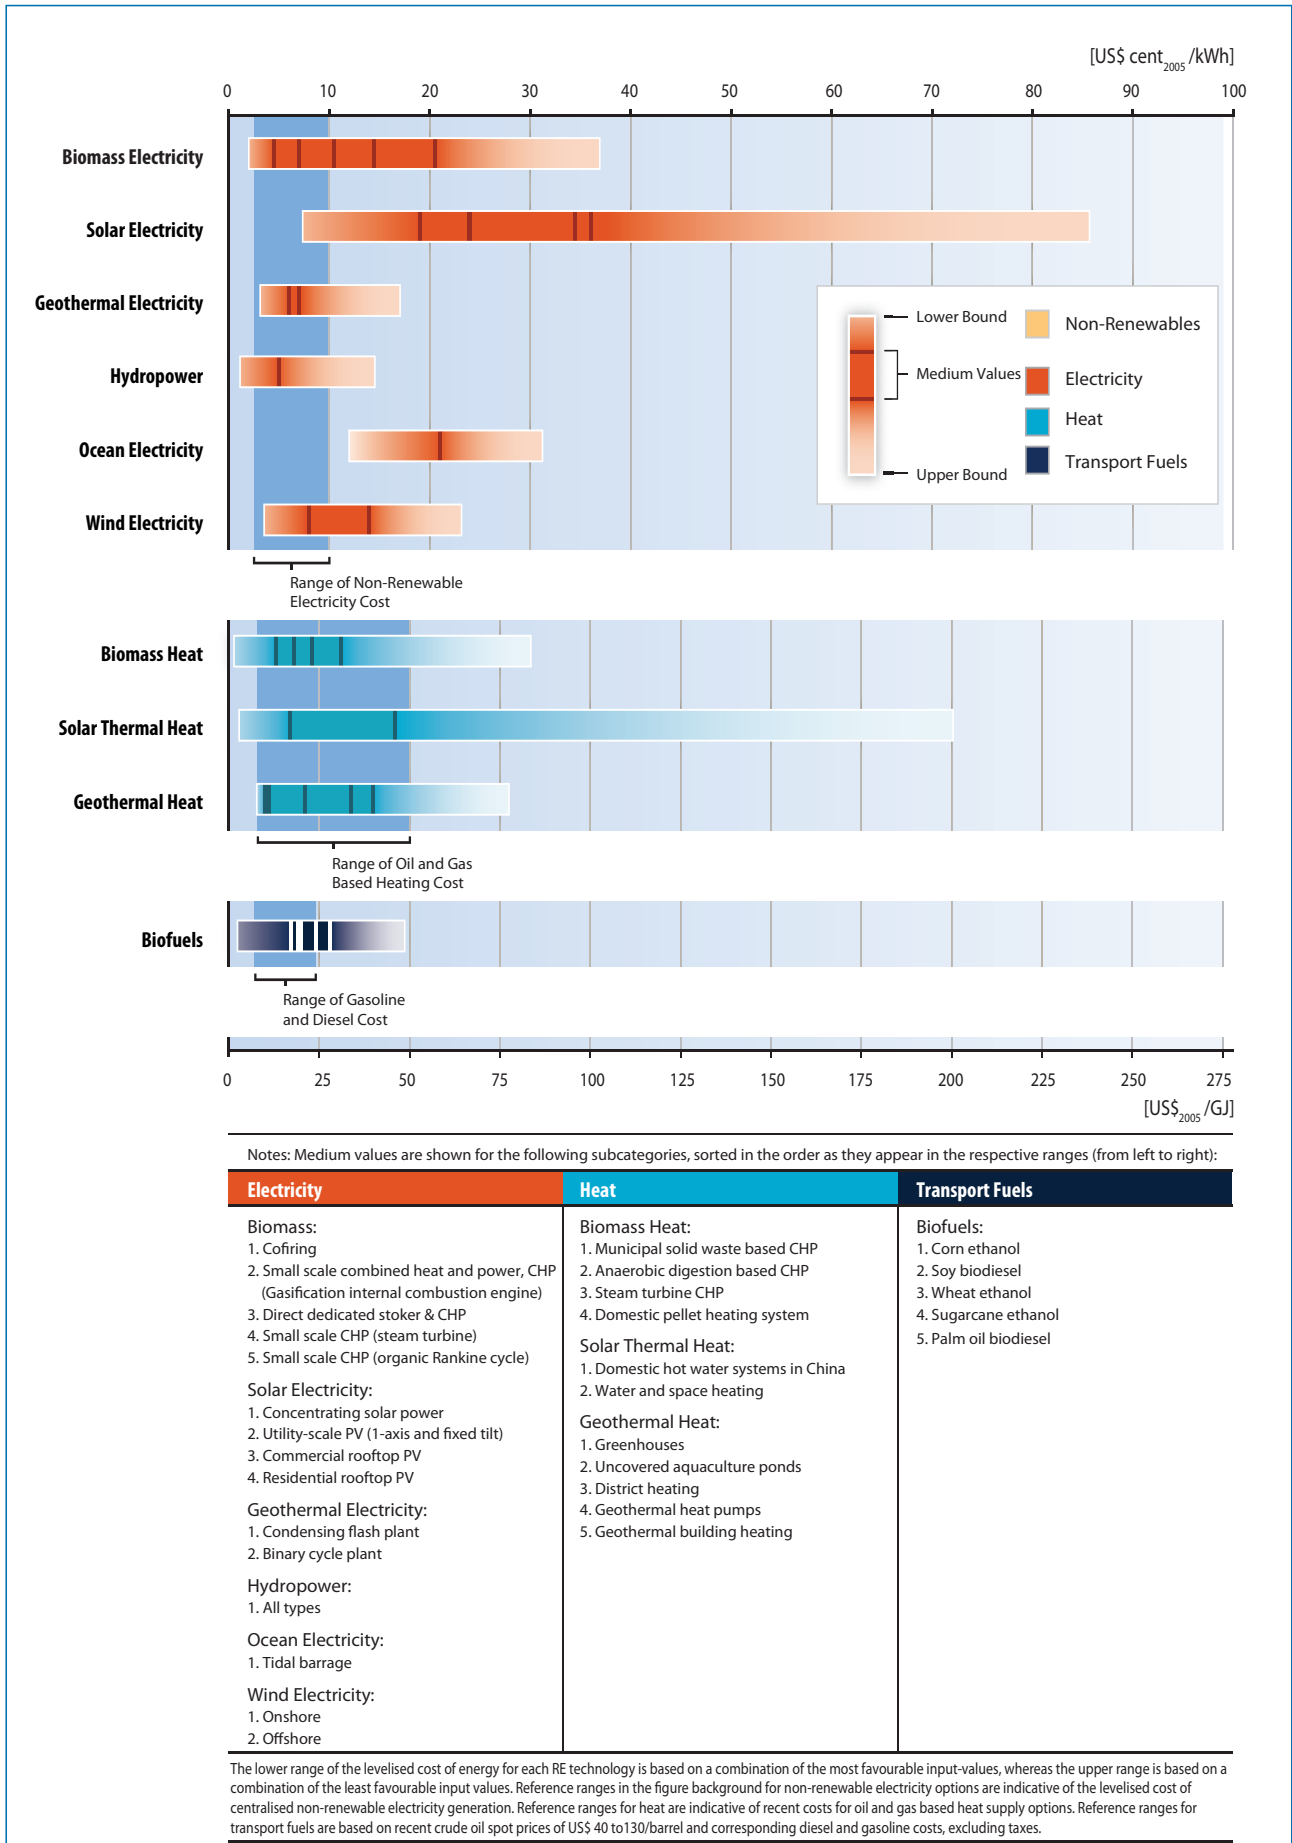 [US$ cent2005 /kWh]
0 10 20 30 40 50 60 70 80 90 100
Biomass Electricity
Solar Electricity
Geothermal Electricity
Hydropower
Ocean Electricity
Wind Electricity
Lower Bound
Medium Values
Upper Bound
Non-Renewables
Electricity
Heat
Transport Fuels
Range of Non-Renewable
Electricity Cost
Biomass Heat
Solar Thermal Heat
Geothermal Heat
Range of Oil and Gas
Based Heating Cost
Biofuels
Range of Gasoline
and Diesel Cost
0 25 50 75 100 125 150 175 200 225 250 275
[US$2005 /GJ]
Notes: Medium values are shown for the following subcategories, sorted in the order as they appear in the respective ranges (from left to right):
Electricity
Biomass:
1. Cofiring
2. Small scale combined heat and power, CHP
(Gasification internal combustion engine)
3. Direct dedicated stoker & CHP
4. Small scale CHP (steam turbine)
5. Small scale CHP (organic Rankine cycle)
Solar Electricity:
1. Concentrating solar power
2. Utility-scale PV (1-axis and fixed tilt)
3. Commercial rooftop PV
4. Residential rooftop PV
Geothermal Electricity:
1. Condensing flash plant
2. Binary cycle plant
Hydropower:
1. All types
Ocean Electricity:
1. Tidal barrage
Wind Electricity:
1. Onshore
2. Offshore
Heat
Biomass Heat:
1. Municipal solid waste based CHP
2. Anaerobic digestion based CHP
3. Steam turbine CHP
4. Domestic pellet heating system
Solar Thermal Heat:
1. Domestic hot water systems in China
2. Water and space heating
Geothermal Heat:
1. Greenhouses
2. Uncovered aquaculture ponds
3. District heating
4. Geothermal heat pumps
5. Geothermal building heating
Transport Fuels
Biofuels:
1. Corn ethanol
2. Soy biodiesel
3. Wheat ethanol
4. Sugarcane ethanol
5. Palm oil biodiesel
The lower range of the levelised cost of energy for each RE technology is based on a combination of the most favourable input-values, whereas the upper range is based on a
combination of the least favourable input values. Reference ranges in the figure background for non-renewable electricity options are indicative of the levelised cost of
centralised non-renewable electricity generation. Reference ranges for heat are indicative of recent costs for oil and gas based heat supply options. Reference ranges for
transport fuels are based on recent crude oil spot prices of US$ 40 to130/barrel and corresponding diesel and gasoline costs, excluding taxes.